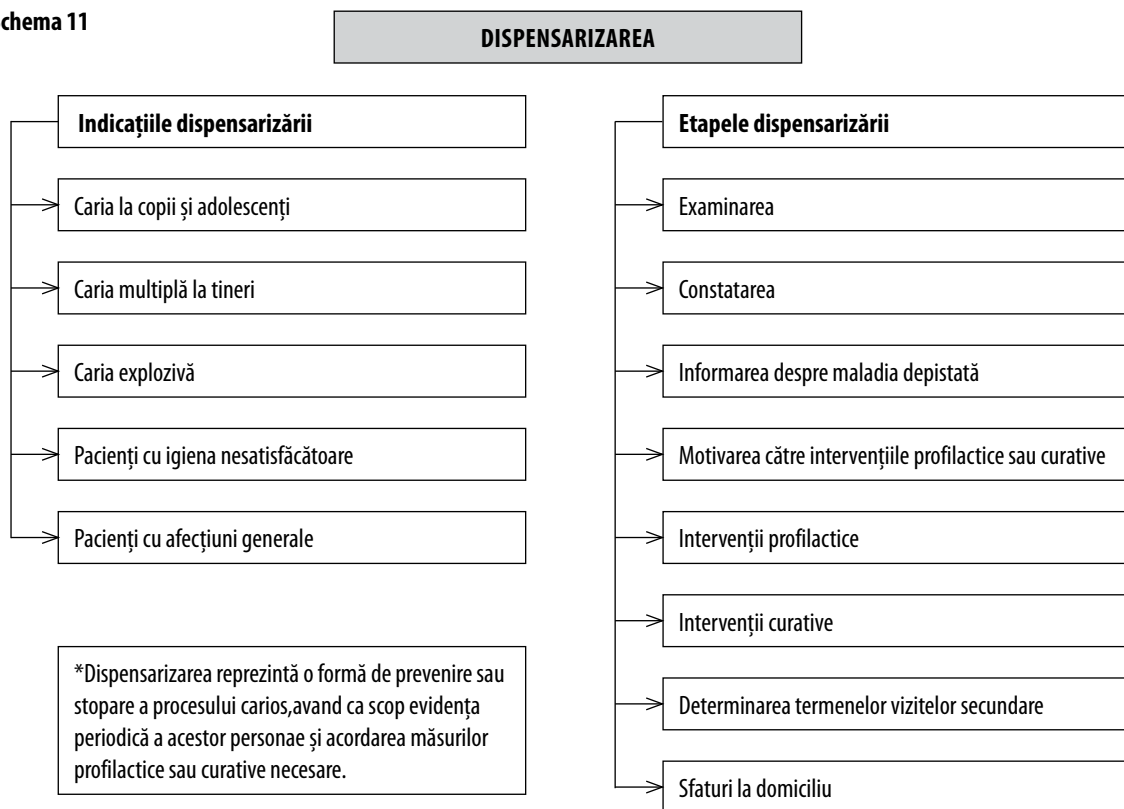 chema 11
DISPENSARIZAREA
Indicațiile dispensarizării
Caria la copii și adolescenți
Caria multiplă la tineri
Caria explozivă
Pacienți cu igiena nesatisfăcătoare
Pacienți cu afecțiuni generale
*Dispensarizarea reprezintă o formă de prevenire sau
stopare a procesului carios,avand ca scop evidența
periodică a acestor personae și acordarea măsurilor
profilactice sau curative necesare.
Etapele dispensarizării
Examinarea
Constatarea
Informarea despre maladia depistată
Motivarea către intervențiile profilactice sau curative
Intervenții profilactice
Intervenții curative
Determinarea termenelor vizitelor secundare
Sfaturi la domiciliu